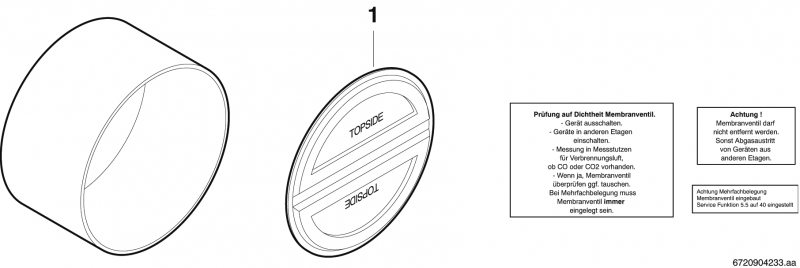 1
TOPSIDE
TOPSIDE
Prüfung auf Dichtheit Membranventil.
- Gerät ausschalten.
- Geräte in anderen Etagen
einschalten.
- Messung in Messstutzen
für Verbrennungsluft,
ob CO oder CO2 vorhanden.
- Wenn ja, Membranventil
überprüfen ggf. tauschen.
Bei Mehrfachbelegung muss
Membranventil immer
eingelegt sein.
Achtung !
Membranventil darf
nicht entfernt werden.
Sonst Abgasaustritt
von Geräten aus
anderen Etagen.
Achtung Mehrfachbelegung
Membranventil eingebaut
Service Funktion 5.5 auf 40 eingestellt
6720904233.aa